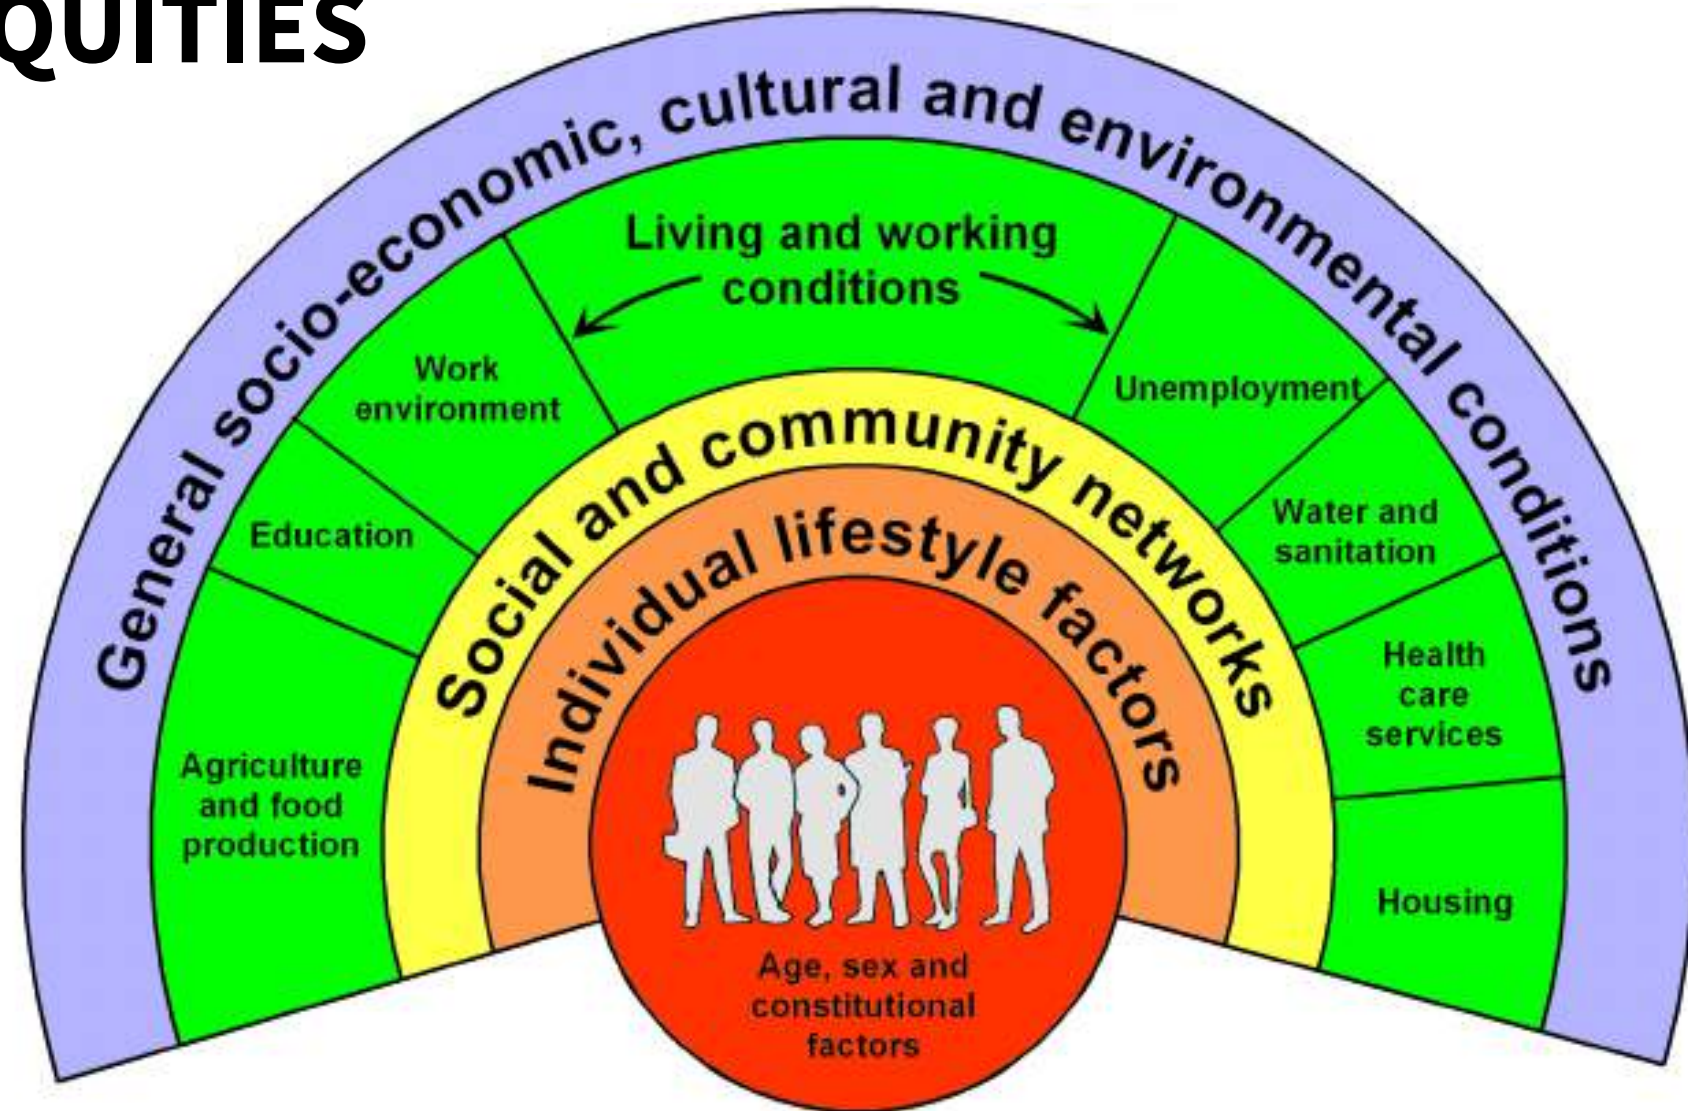 QUITIES
General socio-economic, cultural and environmental conditions
Living and working
conditions
Work
environment
Education
Agriculture
and food
production
Unemployment
Water and
sanitation
Health
care
services
Housing
Social and community networks
Individual lifestyle factors
Age, sex and
constitutional
factors